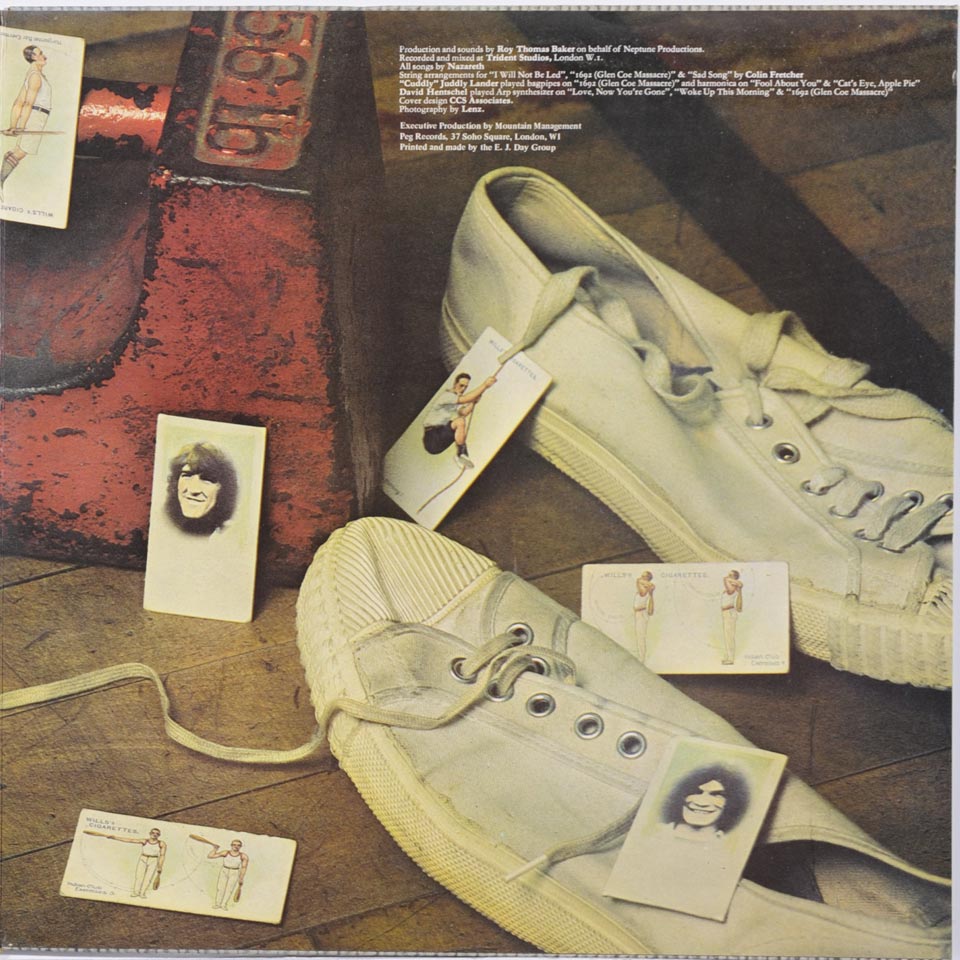 Production and sounds by Roy Thomas Baker on behalf of Neptune Productions.
Recorded and mixed at Trident Studios, London W.1.
All songs by Nazareth
String arrangements for "I Will Not Be Led", "1692 (Glen Coe Massacre)" & "Sad Song" by Colin Fretcher
"Cuddly" Juddly Lander played bagpipes on "1692 (Glen Coe Massacre)" and harmonica on "Fool About You" & "Cat's Eye, Apple Pie"
David Hentschel played Arp synthesizer on "Love, Now You're Gone", "Woke Up This Morning" & "1692 (Glen Coe Massacre)"
Cover design CCS Associates.
Photography by Lenz.
Executive Production by Mountain Management
Peg Records, 37 Soho Square, London, W1
Printed and made by the E. J. Day Group
WILLS'S CIGARETTES.
WILLS'S CIGARETTES.
Indian Club
Exercises
WILLS'S
CIGARETTES.
Indian Club
Exercises